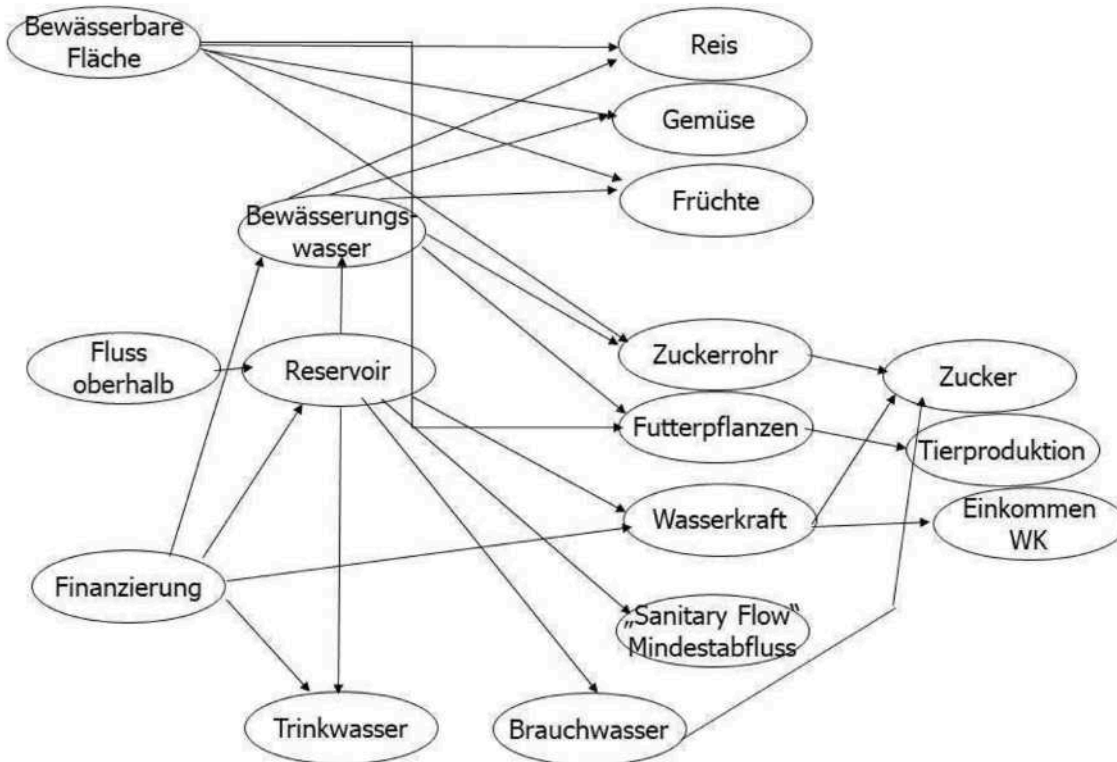 Bewässerbare
Fläche
Reis
Gemüse
Früchte
Bewässerungs-
wasser
Fluss
oberhalb
Reservoir
Zuckerrohr
Zucker
Futterpflanzen
Tierproduktion
Wasserkraft
Einkommen
WK
Finanzierung
„Sanitary Flow“
Mindestabfluss
Trinkwasser
Brauchwasser